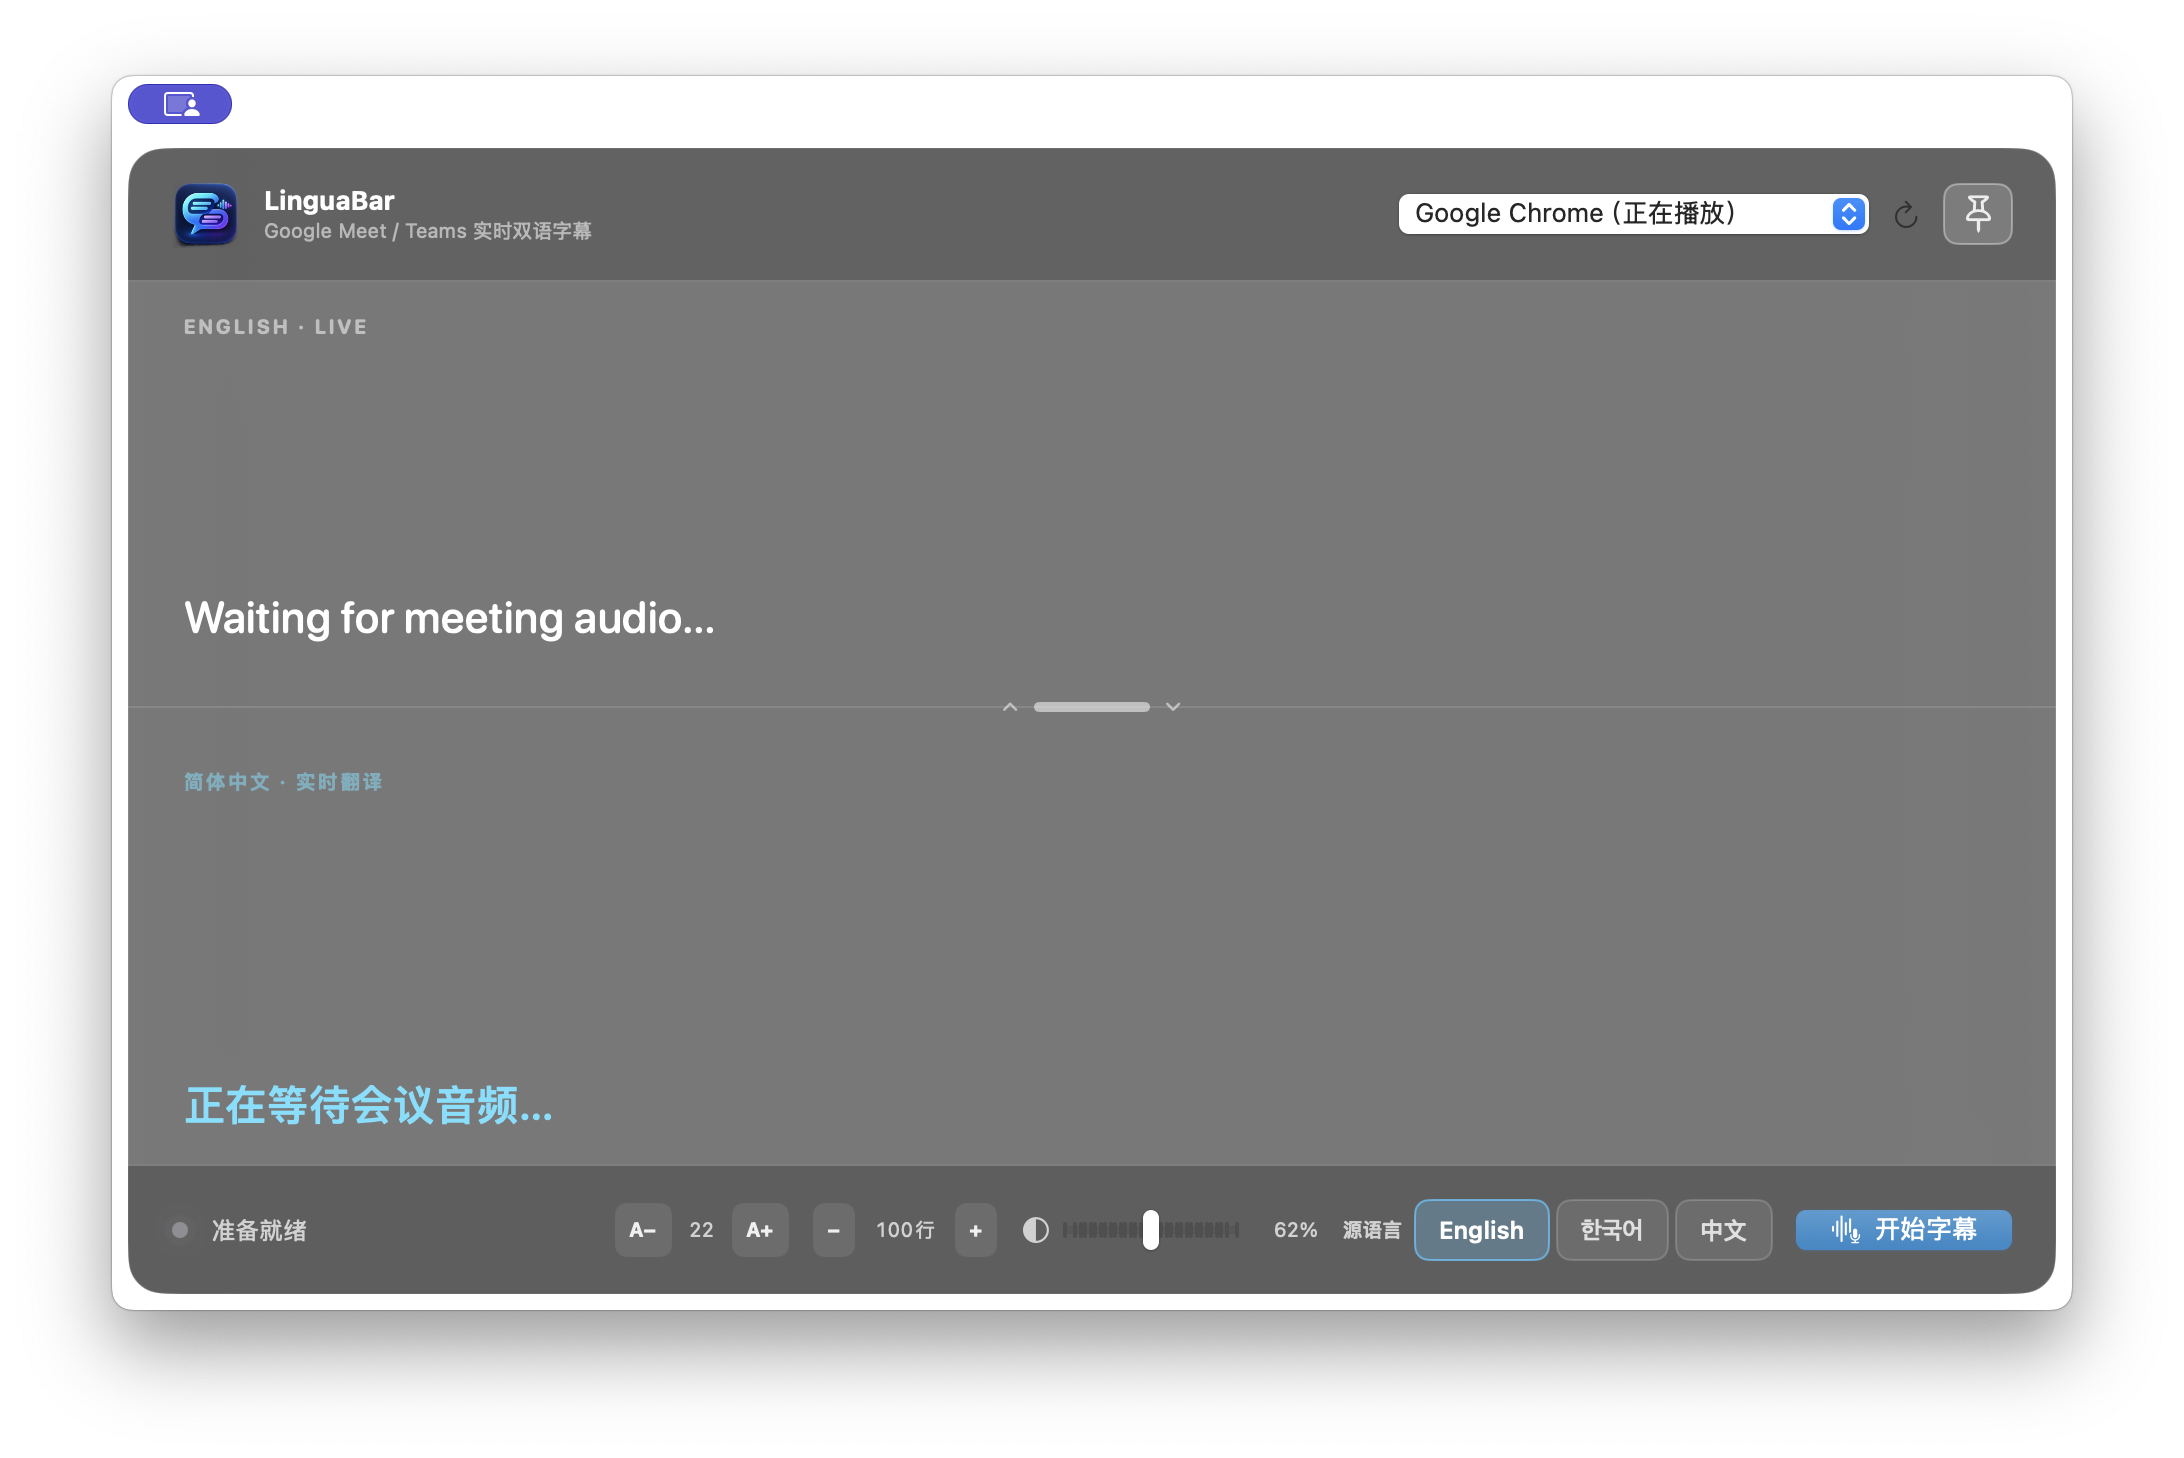 LinguaBar
Google Meet / Teams 实时双语字幕
Google Chrome (正在播放)
ENGLISH · LIVE
Waiting for meeting audio...
简体中文 · 实时翻译
正在等待会议音频...
准备就绪
A− 22 A+ − 100行 + 62% 源语言 English 한국어 中文 开始字幕